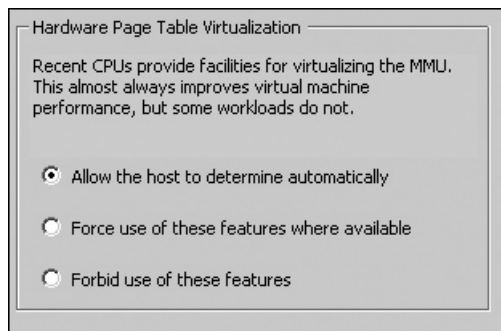 Hardware Page Table Virtualization
Recent CPUs provide facilities for virtualizing the MMU.
This almost always improves virtual machine
performance, but some workloads do not.
Allow the host to determine automatically
Force use of these features where available
Forbid use of these features